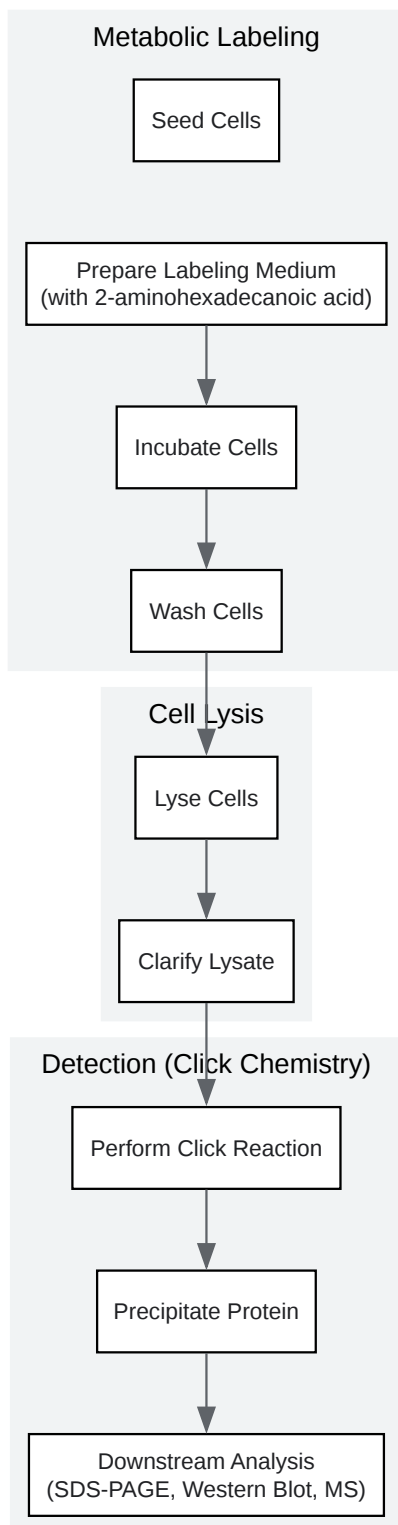 Metabolic Labeling
Seed Cells
Prepare Labeling Medium
(with 2-aminohexadecanoic acid)
Incubate Cells
Wash Cells
Cell Lysis
Lyse Cells
Clarify Lysate
Detection (Click Chemistry)
Perform Click Reaction
Precipitate Protein
Downstream Analysis
(SDS-PAGE, Western Blot, MS)